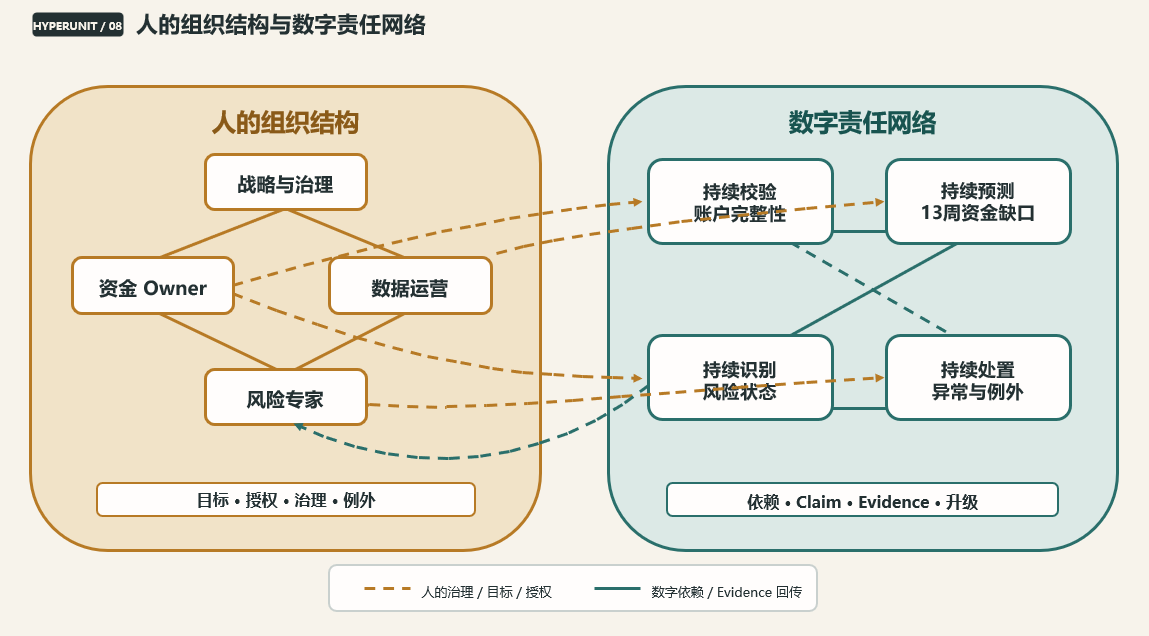 HYPERUNIT / 08
人的组织结构与数字责任网络
人的组织结构
战略与治理
资金 Owner
数据运营
风险专家
目标 • 授权 • 治理 • 例外
数字责任网络
持续校验
账户完整性
持续预测
13周资金缺口
持续识别
风险状态
持续处置
异常与例外
依赖 • Claim • Evidence • 升级
人的治理 / 目标 / 授权
数字依赖 / Evidence 回传